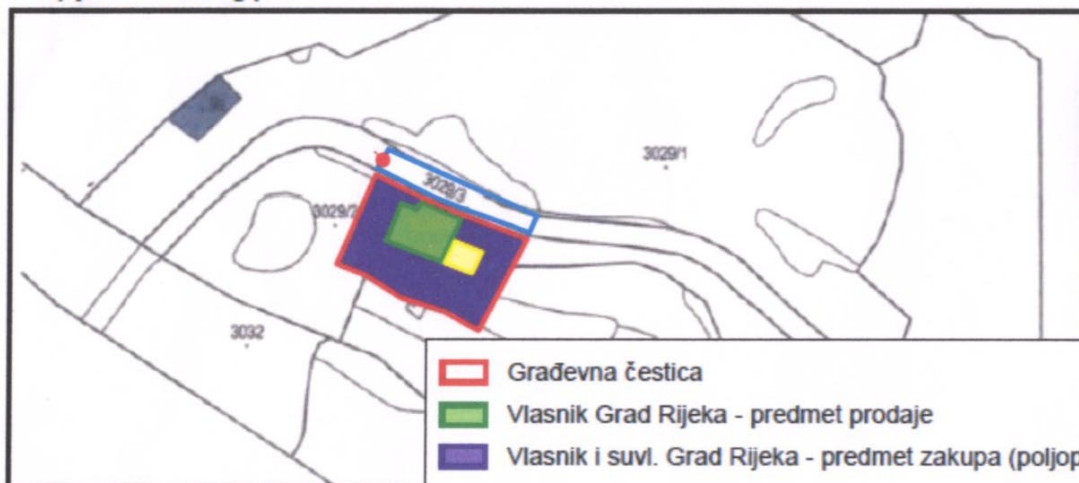 3029/1
3029/3
3029/2
3032
Građevna čestica
Vlasnik Grad Rijeka - predmet prodaje
Vlasnik i suvl. Grad Rijeka - predmet zakupa (poljop